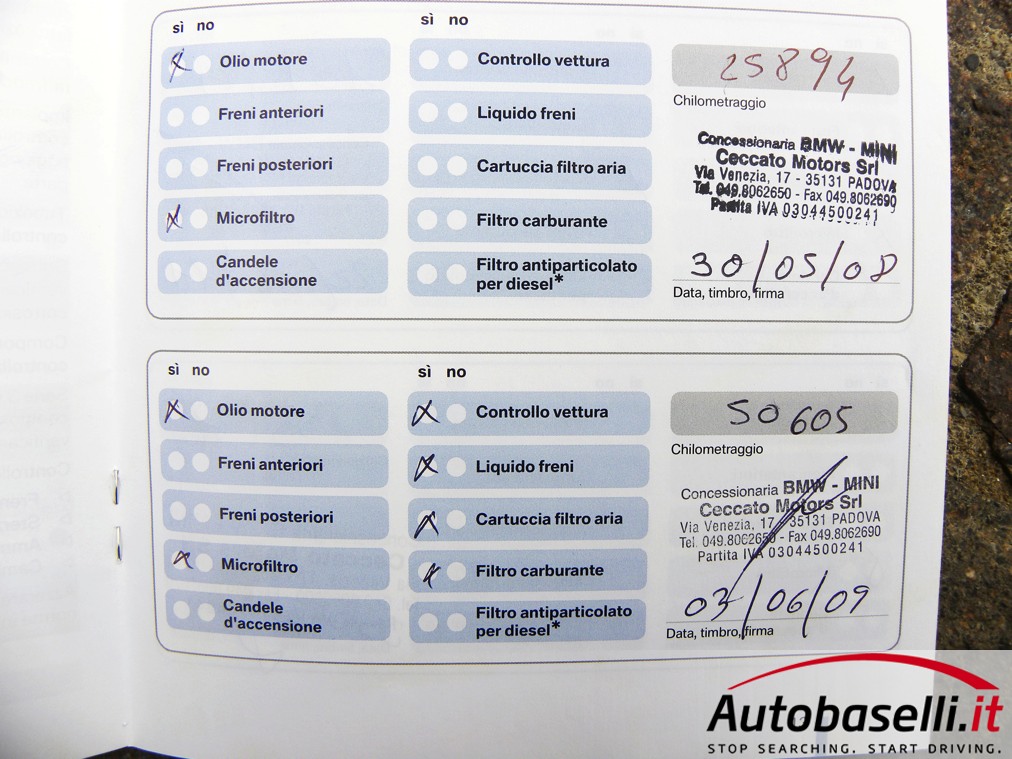 sì no
Olio motore
Freni anteriori
Freni posteriori
Microfiltro
Candele
d'accensione
sì no
Controllo vettura
Liquido freni
Cartuccia filtro aria
Filtro carburante
Filtro antiparticolato
per diesel*
25894
Chilometraggio
Concessionaria BMW - MINI
Ceccato Motors Srl
Via Venezia, 17 - 35131 PADOVA
Tel. 049.8062650 - Fax 049.8062690
Partita IVA 03044500241
30/05/08
Data, timbro, firma
sì no
Olio motore
Freni anteriori
Freni posteriori
Microfiltro
Candele
d'accensione
sì no
Controllo vettura
Liquido freni
Cartuccia filtro aria
Filtro carburante
Filtro antiparticolato
per diesel*
50605
Chilometraggio
Concessionaria BMW - MINI
Ceccato Motors Srl
Via Venezia, 17 - 35131 PADOVA
Tel. 049.8062650 - Fax 049.8062690
Partita IVA 03044500241
03/06/09
Data, timbro, firma
Autobaselli.it
STOP SEARCHING. START DRIVING.